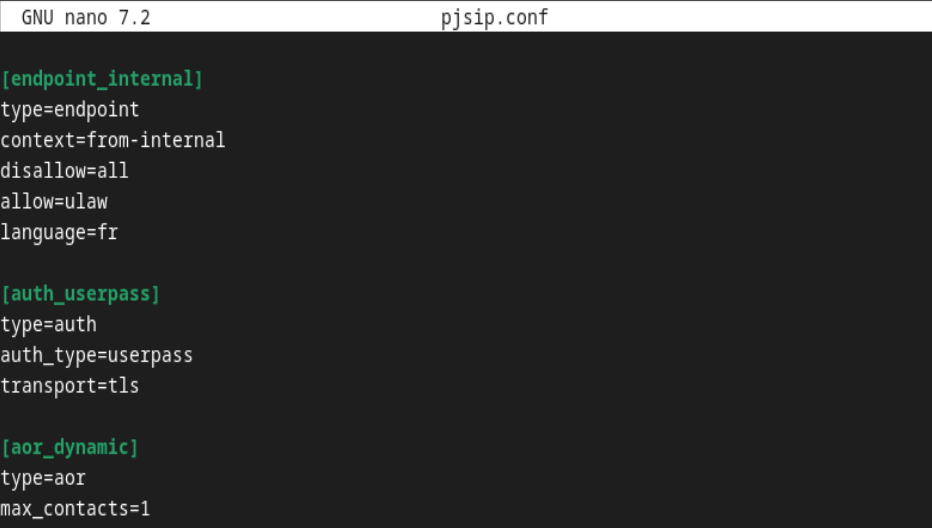 GNU nano 7.2 pjsip.conf
[endpoint_internal]
type=endpoint
context=from-internal
disallow=all
allow=ulaw
language=fr
[auth_userpass]
type=auth
auth_type=userpass
transport=tls
[aor_dynamic]
type=aor
max_contacts=1